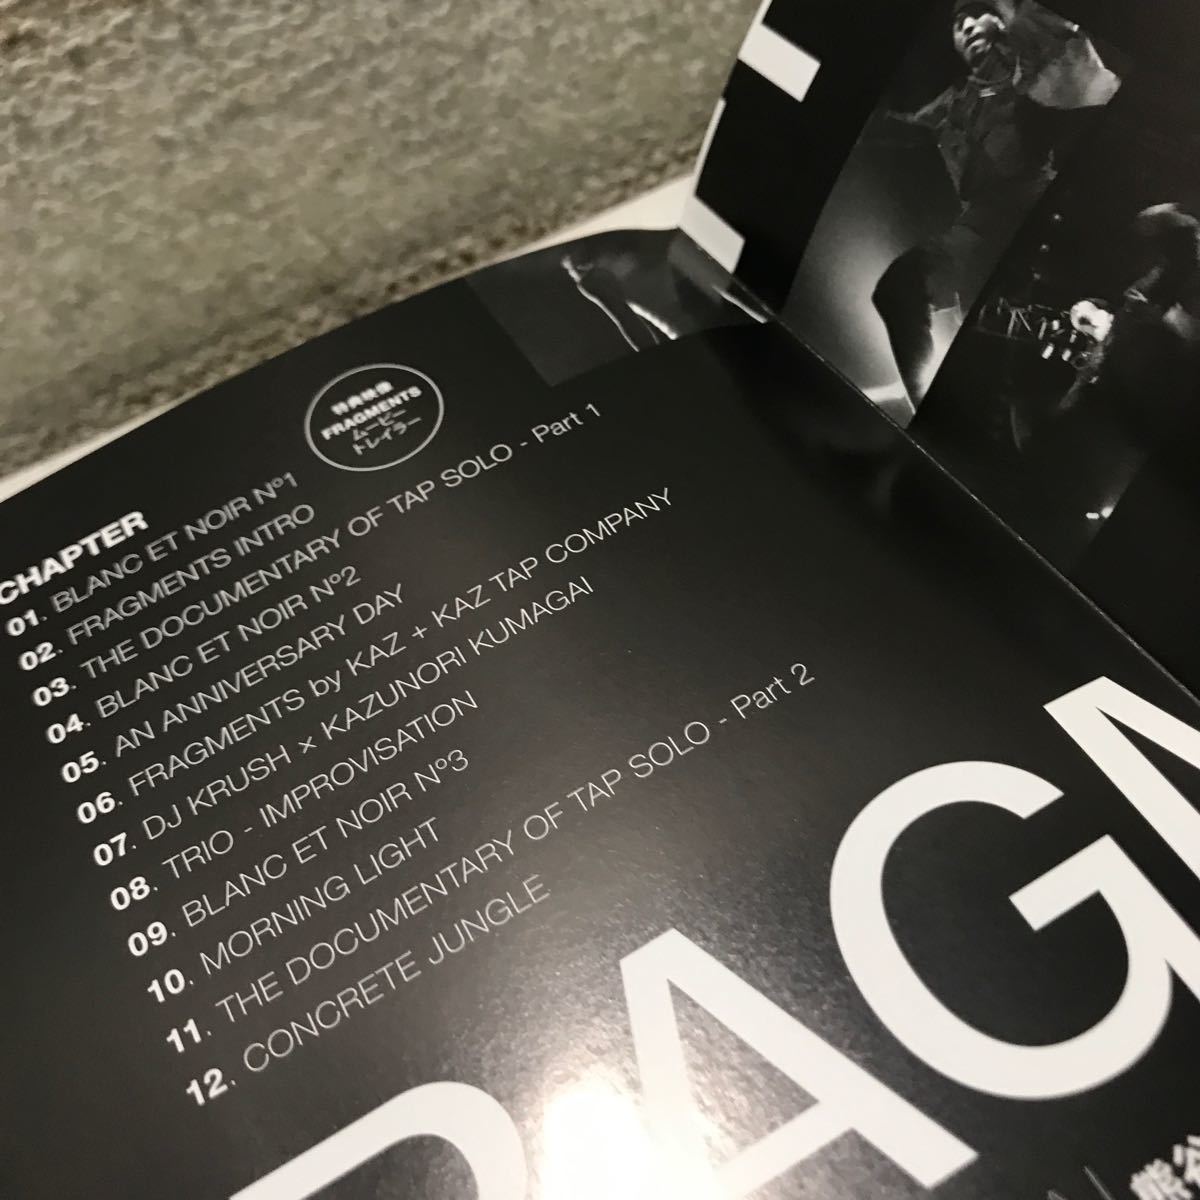 特典映像
FRAGMENTS
ムービー
トレイラー
CHAPTER
01. BLANC ET NOIR Nº1
02. FRAGMENTS INTRO
03. THE DOCUMENTARY OF TAP SOLO - Part 1
04. BLANC ET NOIR Nº2
05. AN ANNIVERSARY DAY
06. FRAGMENTS by KAZ + KAZ TAP COMPANY
07. DJ KRUSH × KAZUNORI KUMAGAI
08. TRIO - IMPROVISATION
09. BLANC ET NOIR Nº3
10. MORNING LIGHT
11. THE DOCUMENTARY OF TAP SOLO - Part 2
12. CONCRETE JUNGLE
RAGM
熊谷